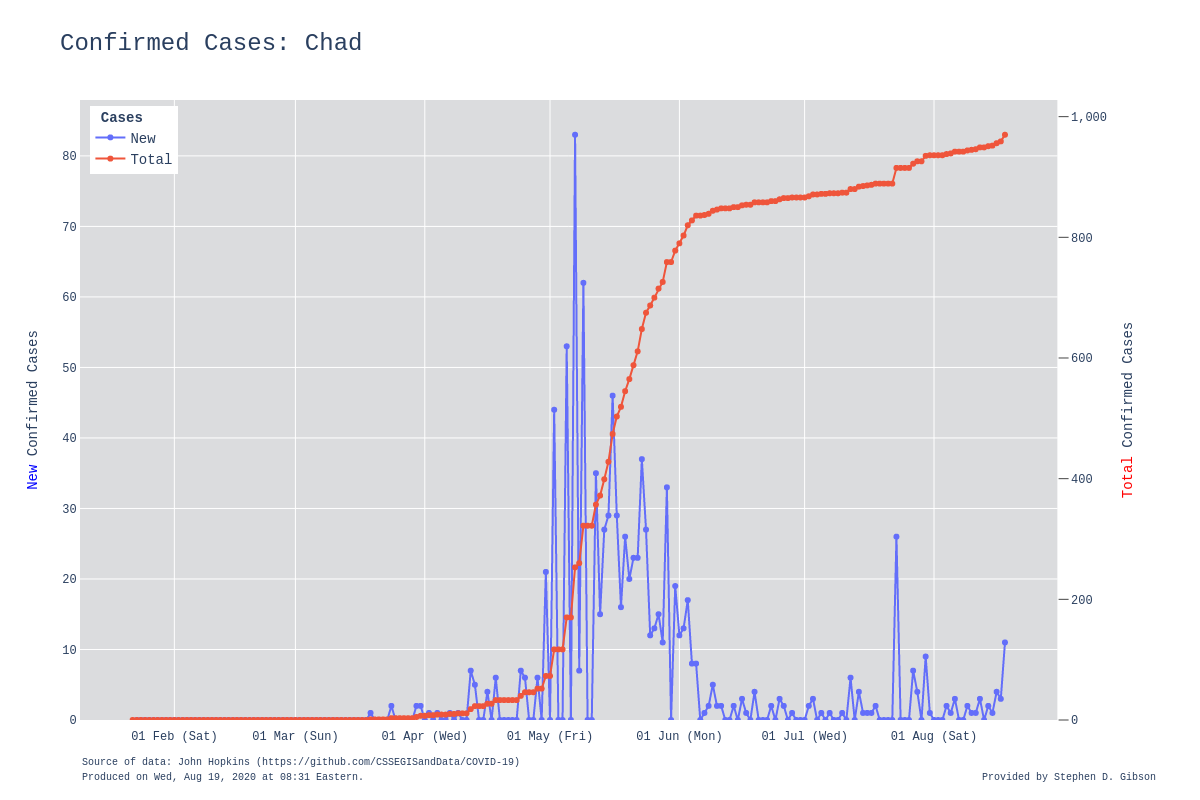 Confirmed Cases: Chad
Cases
New
Total
80
70
60
50
40
30
20
10
0
1,000
800
600
400
200
0
New Confirmed Cases
Total Confirmed Cases
01 Feb (Sat)
01 Mar (Sun)
01 Apr (Wed)
01 May (Fri)
01 Jun (Mon)
01 Jul (Wed)
01 Aug (Sat)
Source of data: John Hopkins (https://github.com/CSSEGISandData/COVID-19)
Produced on Wed, Aug 19, 2020 at 08:31 Eastern.
Provided by Stephen D. Gibson